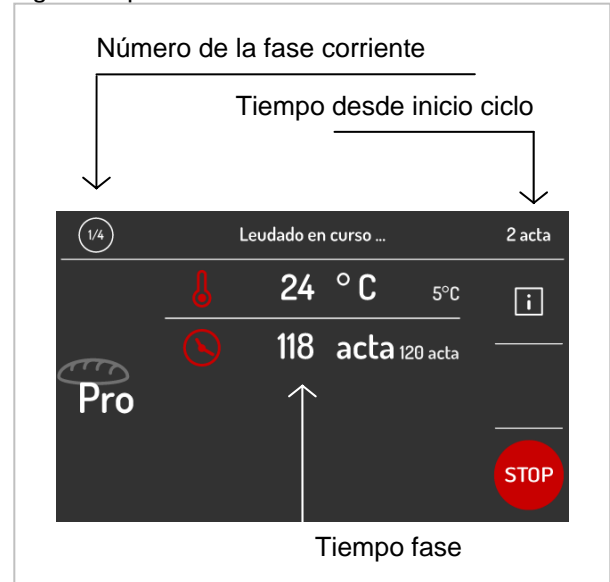 Número de la fase corriente
Tiempo desde inicio ciclo
1/4
Leudado en curso ...
2 acta
24 °C
5°C
i
118 acta
120 acta
Pro
STOP
Tiempo fase